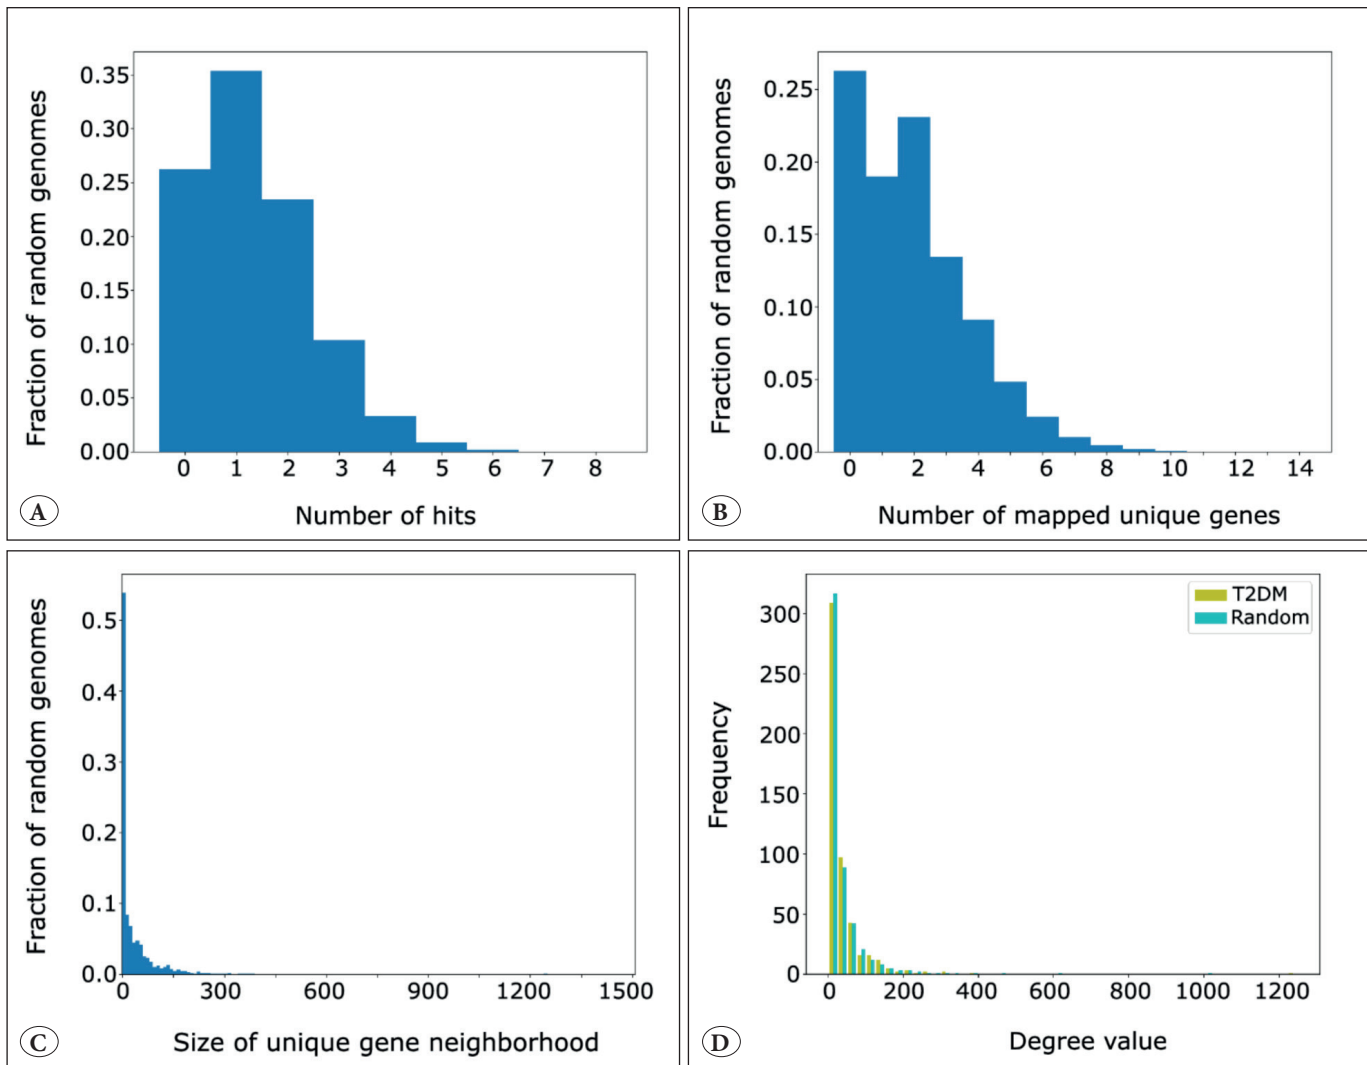 0.35
0.30
0.25
0.20
0.15
0.10
0.05
0.00
Fraction of random genomes
0 1 2 3 4 5 6 7 8
Number of hits
A
0.25
0.20
0.15
0.10
0.05
0.00
Fraction of random genomes
0 2 4 6 8 10 12 14
Number of mapped unique genes
B
0.5
0.4
0.3
0.2
0.1
0.0
Fraction of random genomes
0 300 600 900 1200 1500
Size of unique gene neighborhood
C
T2DM
Random
300
250
200
150
100
50
0
Frequency
0 200 400 600 800 1000 1200
Degree value
D